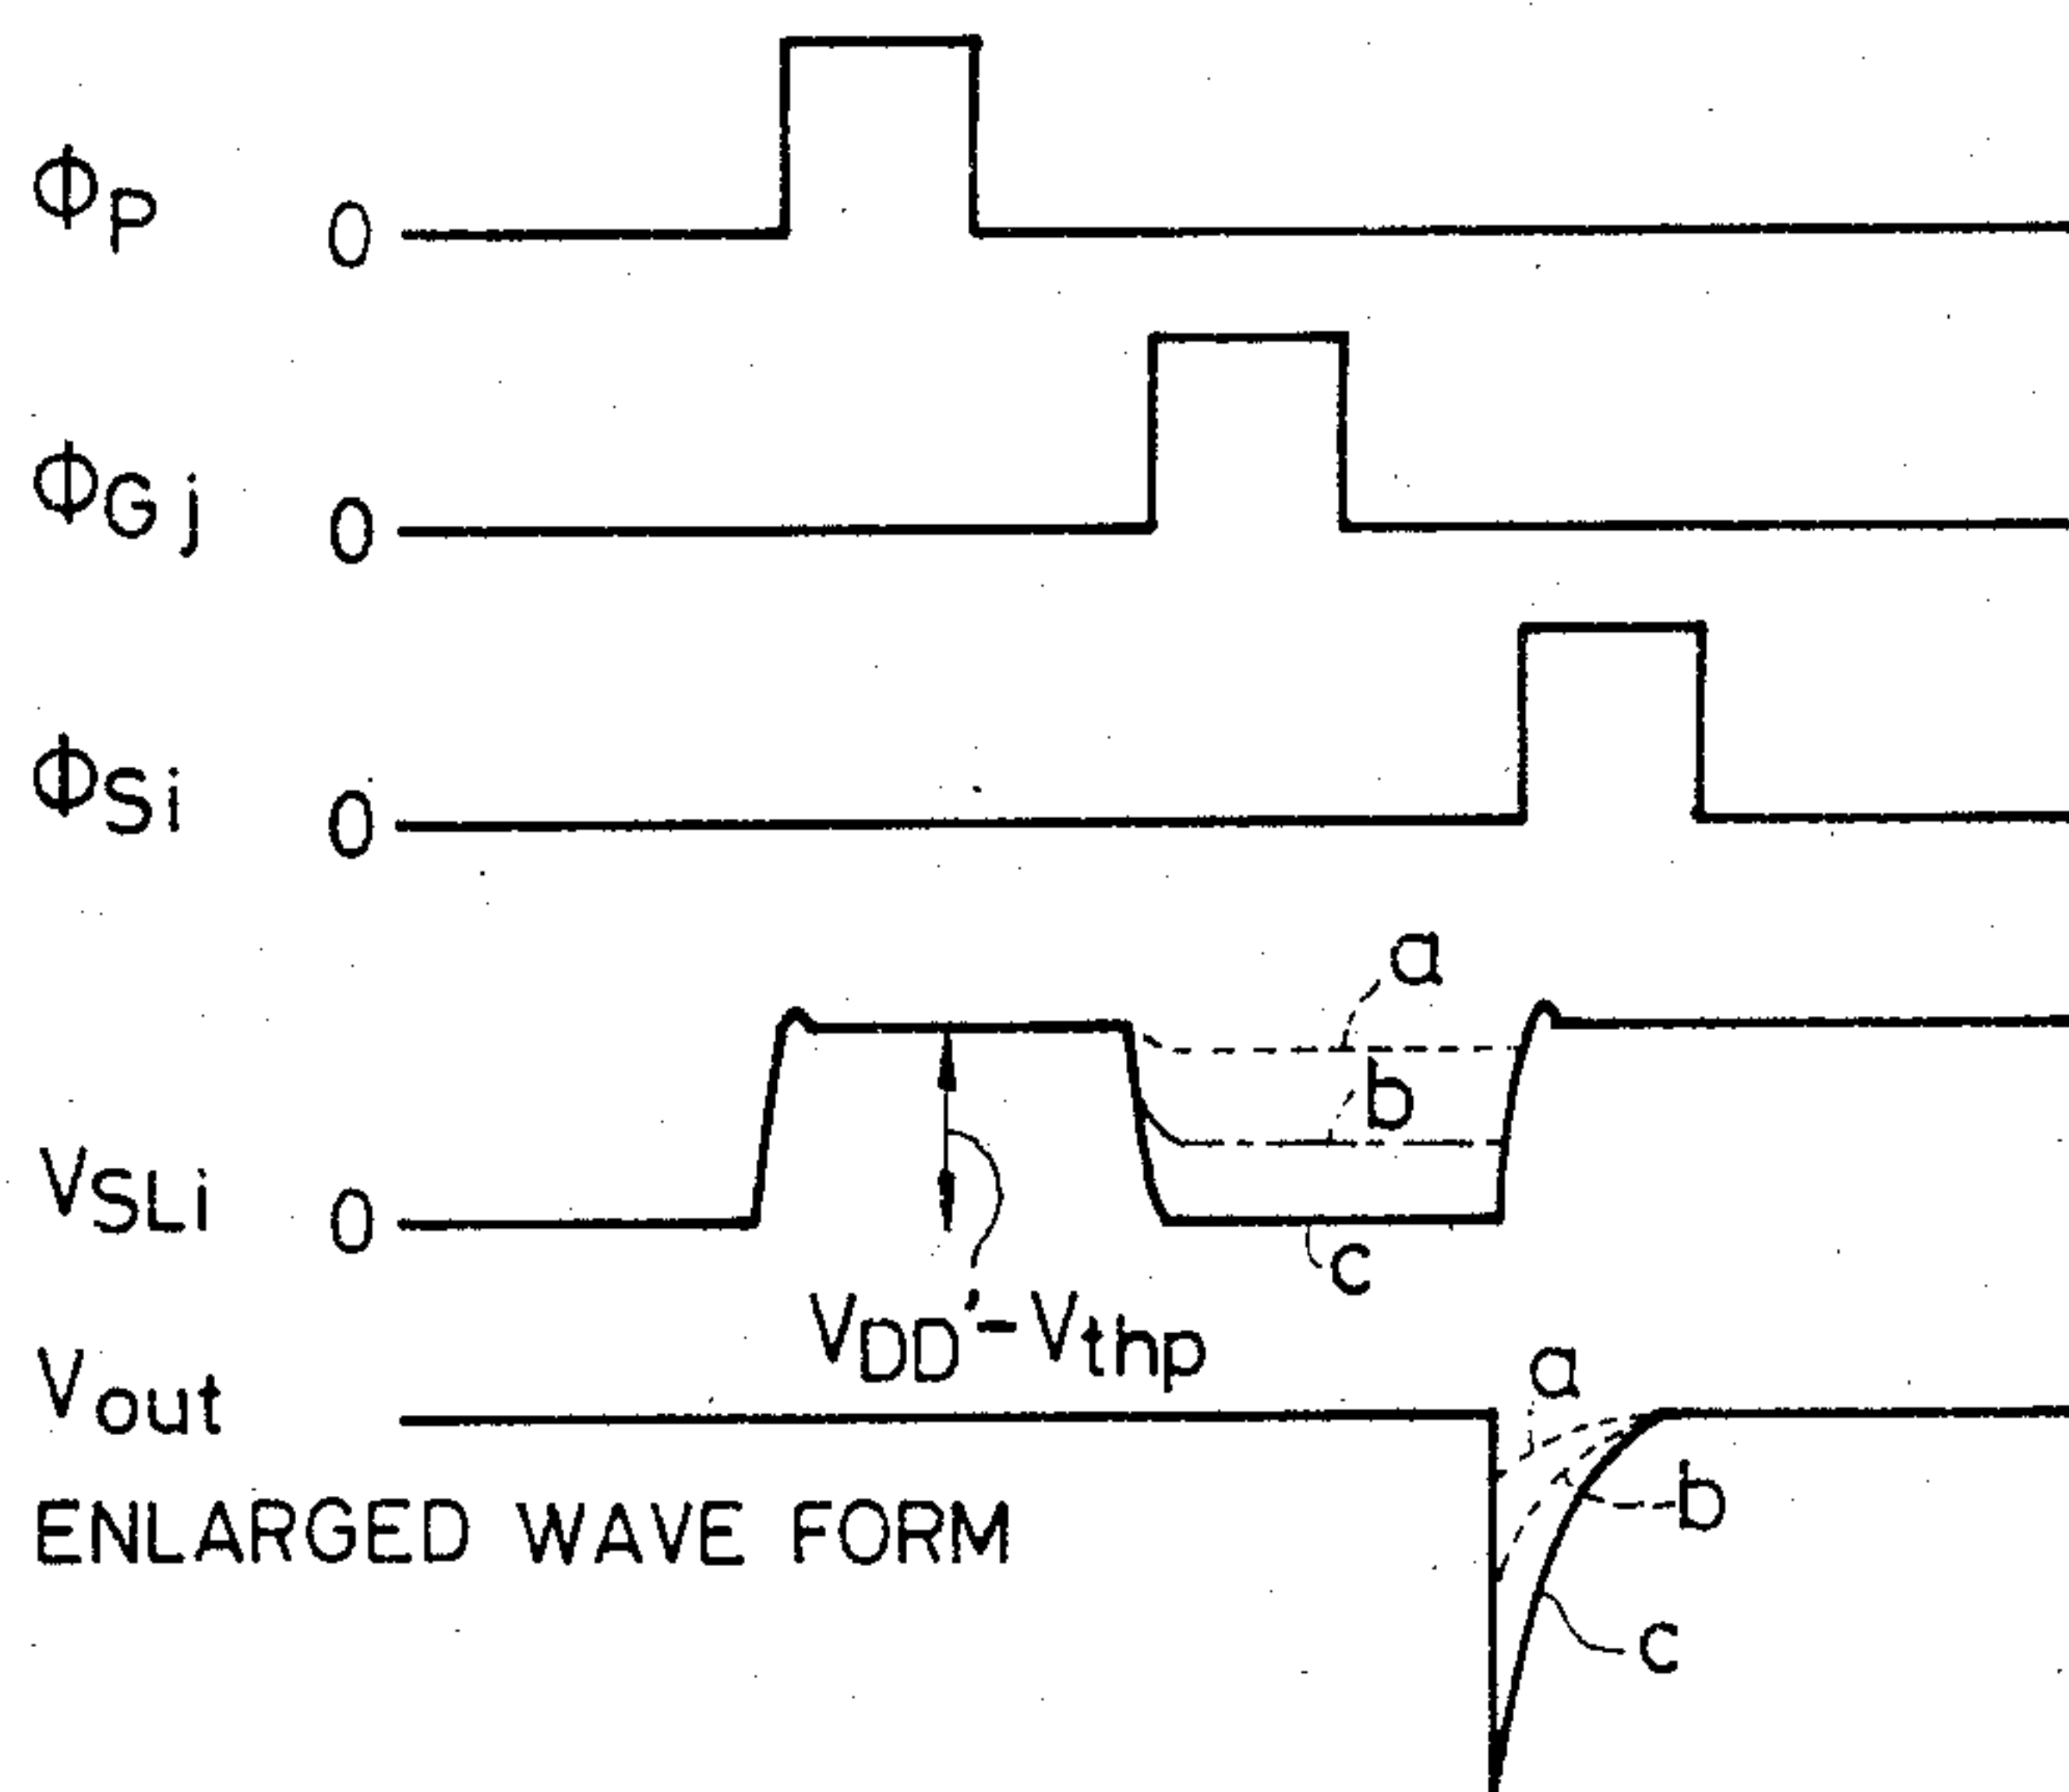 ΦP 0
ΦGj 0
ΦSi 0
a
b
VSLi 0
c
VDD'-Vthp
Vout
a
b
ENLARGED WAVE FORM
c